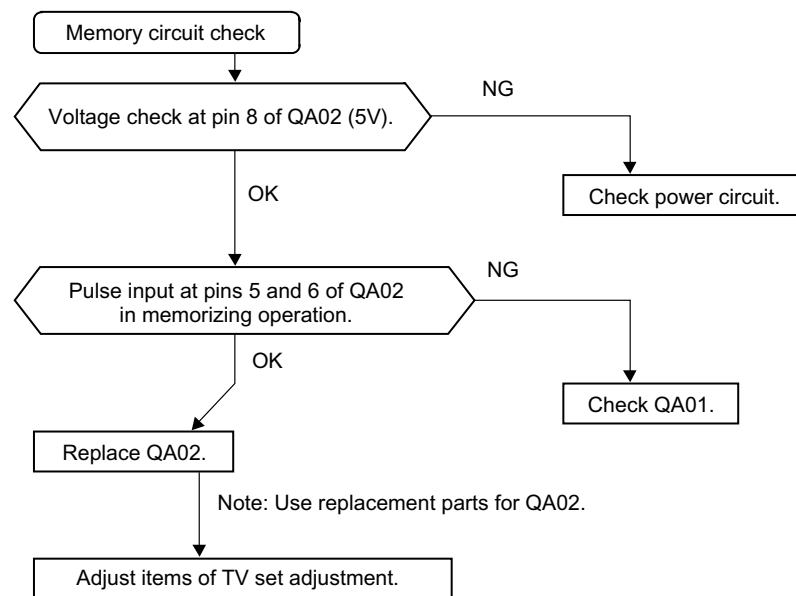 Memory circuit check
NG
Voltage check at pin 8 of QA02 (5V).
OK
Check power circuit.
NG
Pulse input at pins 5 and 6 of QA02
in memorizing operation.
OK
Check QA01.
Replace QA02.
Note: Use replacement parts for QA02.
Adjust items of TV set adjustment.